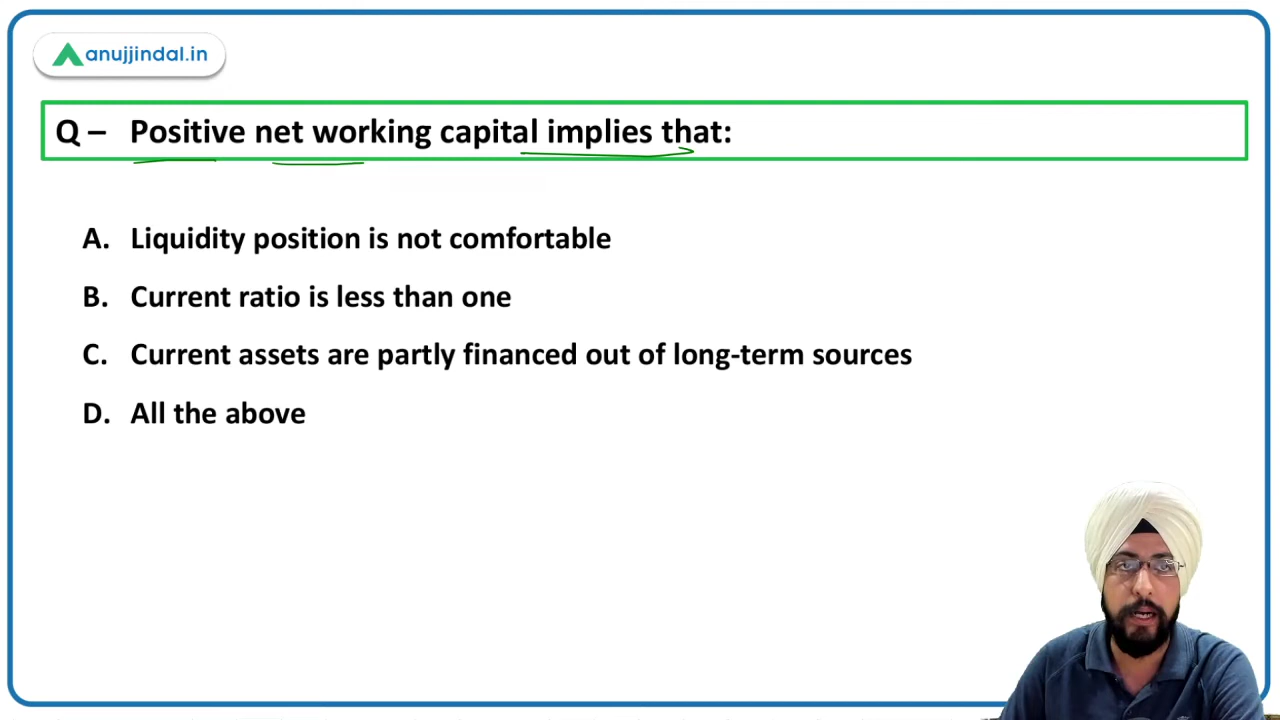 anujjindal.in
Q – Positive net working capital implies that:
A. Liquidity position is not comfortable
B. Current ratio is less than one
C. Current assets are partly financed out of long-term sources
D. All the above